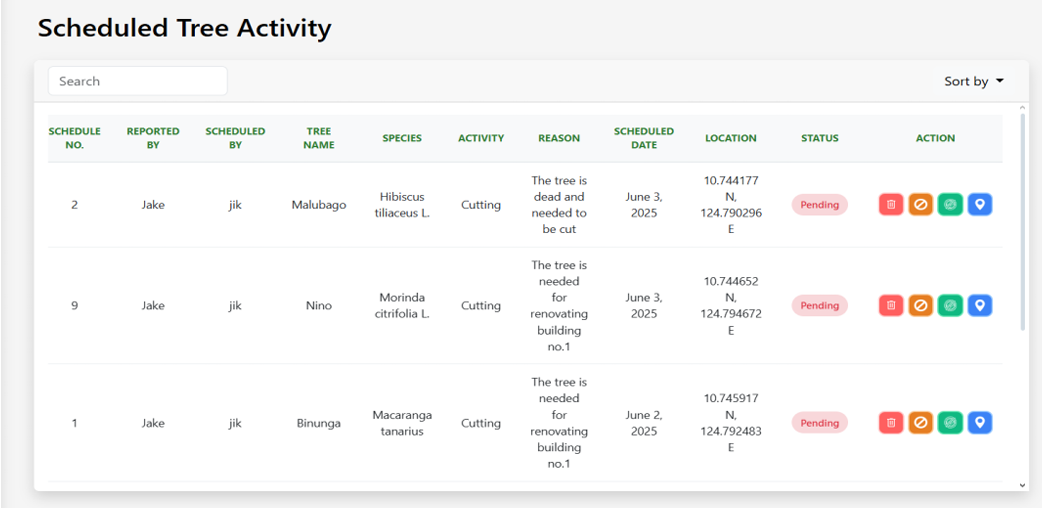 Scheduled Tree Activity
Search
Sort by
SCHEDULE NO. REPORTED BY SCHEDULED BY TREE NAME SPECIES ACTIVITY REASON SCHEDULED DATE LOCATION STATUS ACTION
2 Jake jik Malubago Hibiscus tiliaceus L. Cutting The tree is dead and needed to be cut June 3, 2025 10.744177 N, 124.790296 E Pending
9 Jake jik Nino Morinda citrifolia L. Cutting The tree is needed for renovating building no.1 June 3, 2025 10.744652 N, 124.794672 E Pending
1 Jake jik Binunga Macaranga tanarius Cutting The tree is needed for renovating building no.1 June 2, 2025 10.745917 N, 124.792483 E Pending